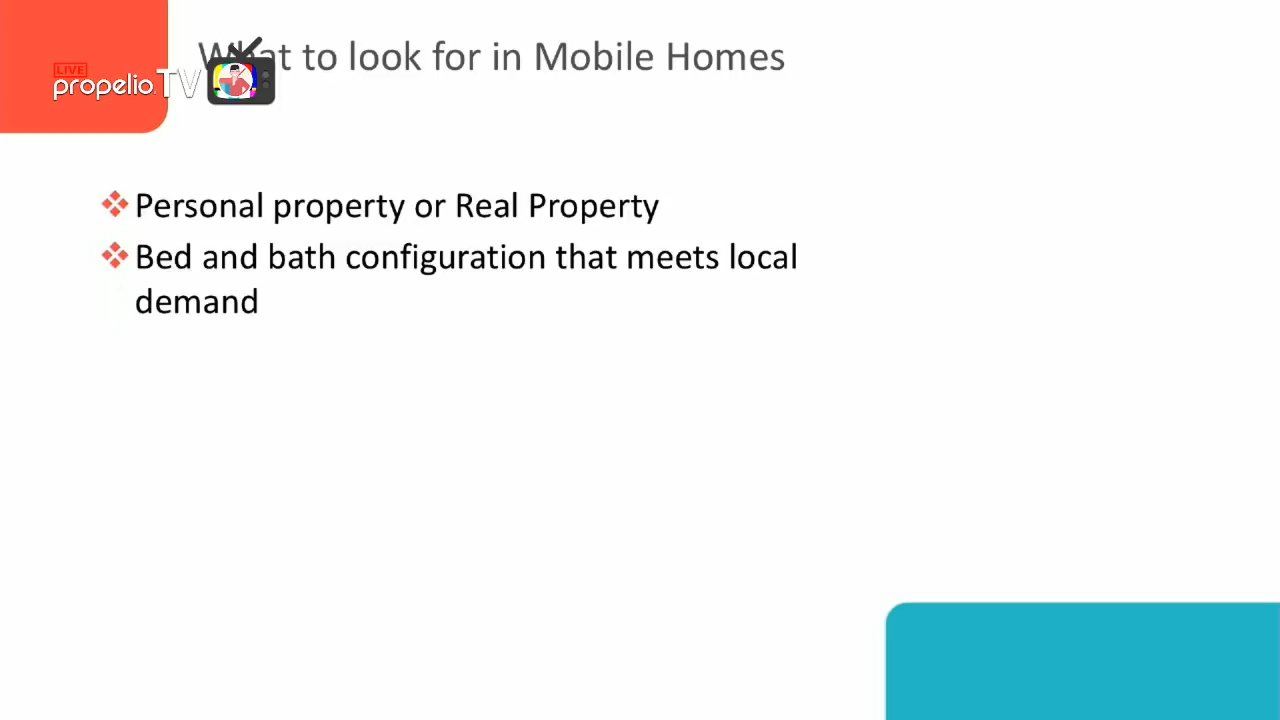 What to look for in Mobile Homes
LIVE
propelio.TV
Personal property or Real Property
Bed and bath configuration that meets local
demand